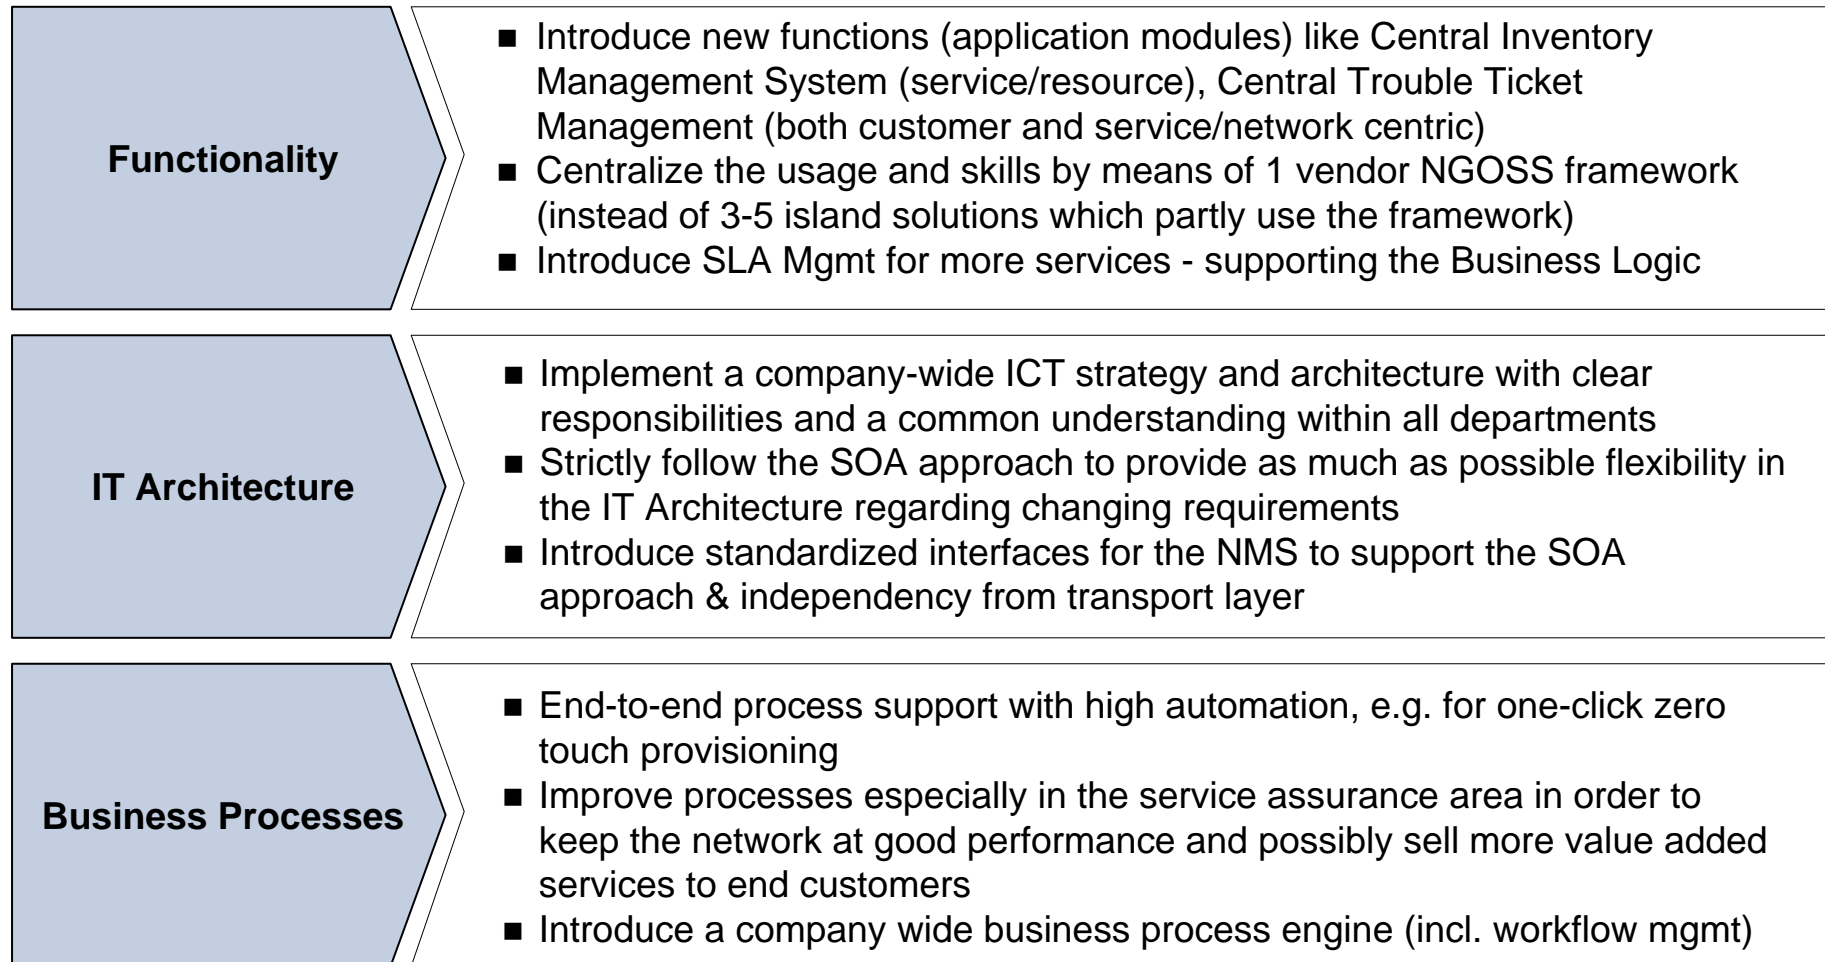 Functionality
■ Introduce new functions (application modules) like Central Inventory
Management System (service/resource), Central Trouble Ticket
Management (both customer and service/network centric)
■ Centralize the usage and skills by means of 1 vendor NGOSS framework
(instead of 3-5 island solutions which partly use the framework)
■ Introduce SLA Mgmt for more services - supporting the Business Logic
IT Architecture
■ Implement a company-wide ICT strategy and architecture with clear
responsibilities and a common understanding within all departments
■ Strictly follow the SOA approach to provide as much as possible flexibility in
the IT Architecture regarding changing requirements
■ Introduce standardized interfaces for the NMS to support the SOA
approach & independency from transport layer
Business Processes
■ End-to-end process support with high automation, e.g. for one-click zero
touch provisioning
■ Improve processes especially in the service assurance area in order to
keep the network at good performance and possibly sell more value added
services to end customers
■ Introduce a company wide business process engine (incl. workflow mgmt)